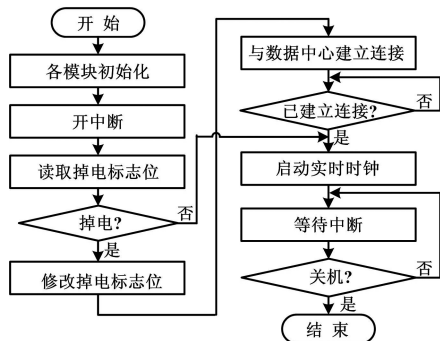 开 始
各模块初始化
开中断
读取掉电标志位
掉电?
否
是
修改掉电标志位
与数据中心建立连接
已建立连接?
否
是
启动实时时钟
等待中断
关机?
否
是
结 束